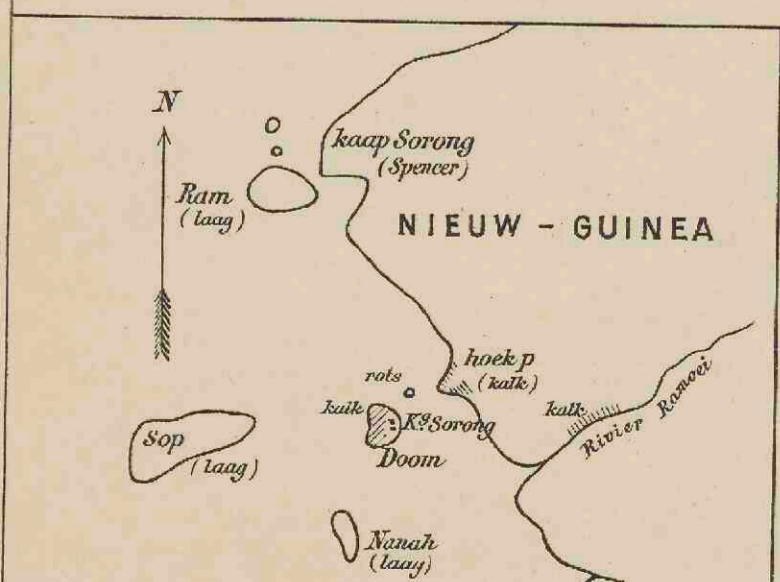 N
kaap Sorong
(Spencer)
Ram
(laag)
NIEUW - GUINEA
hoek p
(kalk)
rots
kalk
kalk
Kg Sorong
Rivier Ramoei
Sop
(laag)
Doom
Nanah
(laag)